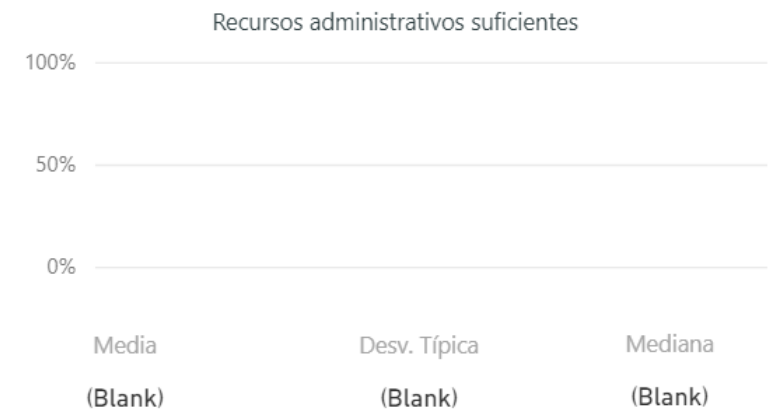 Recursos administrativos suficientes
100%
50%
0%
Media Desv. Típica Mediana
(Blank) (Blank) (Blank)